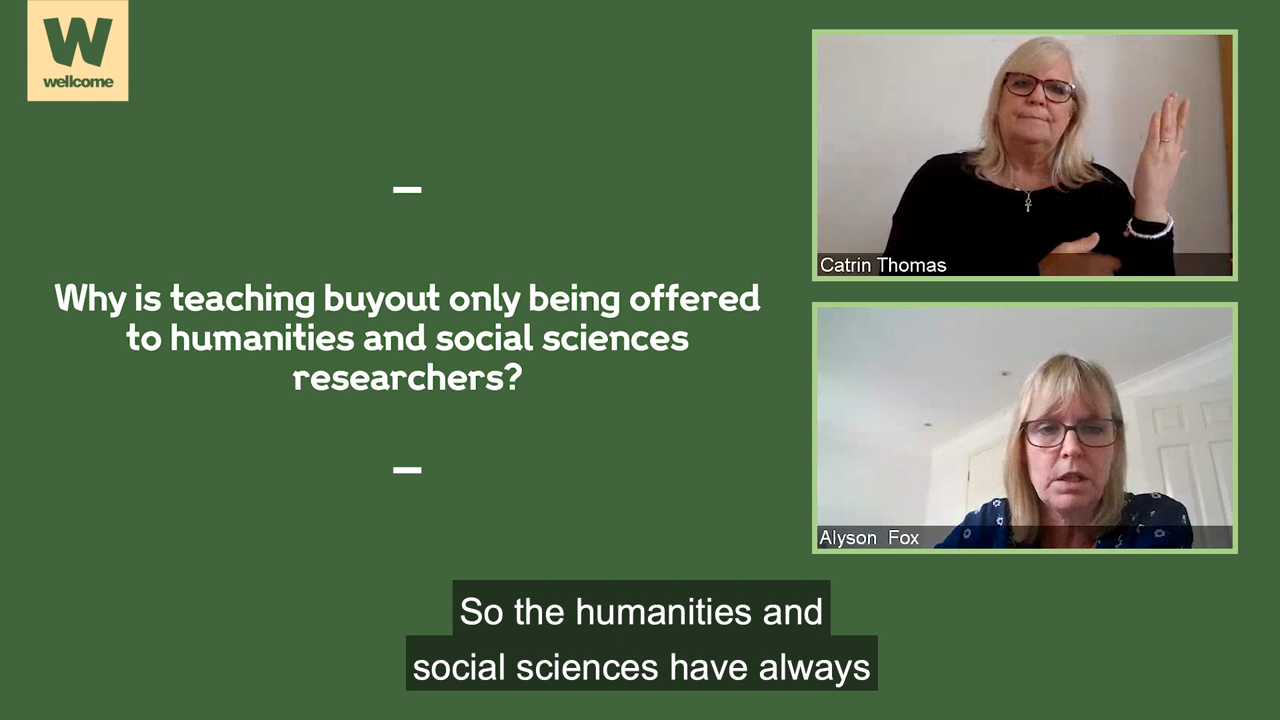 W
wellcome
Why is teaching buyout only being offered
to humanities and social sciences
researchers?
Catrin Thomas
Alyson Fox
So the humanities and
social sciences have always